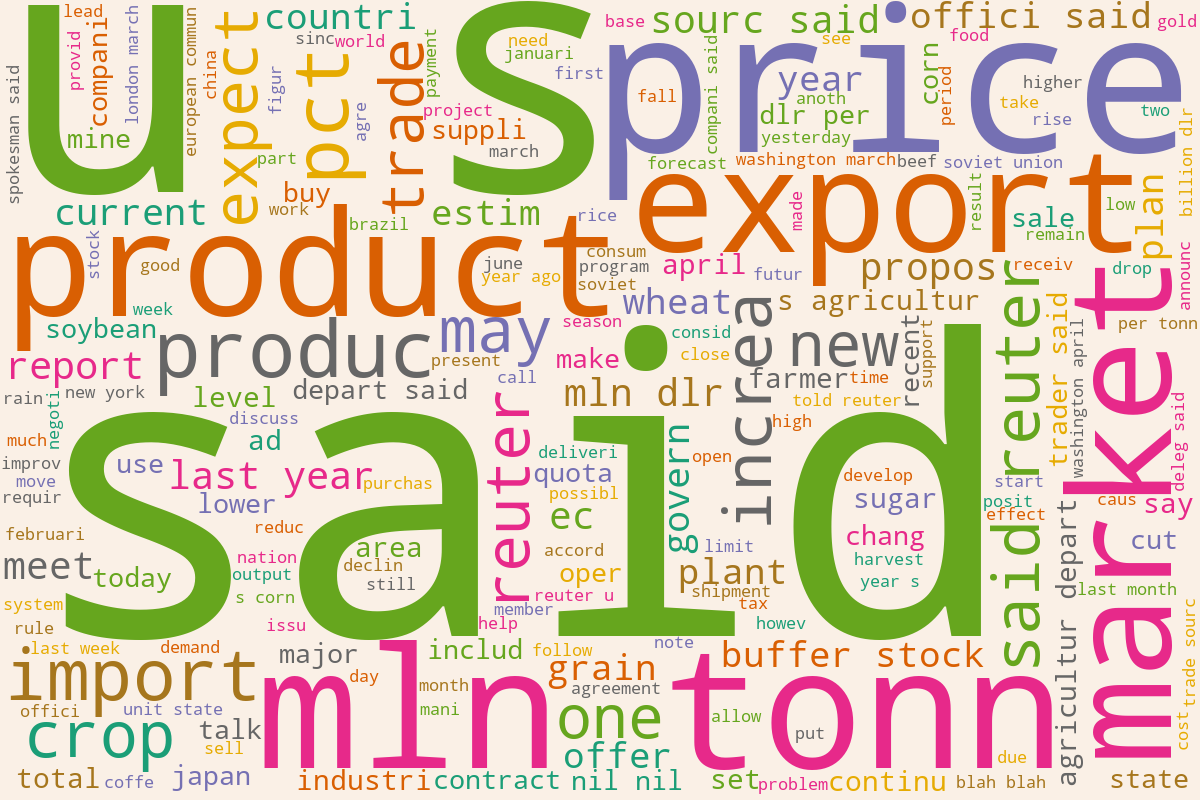 u s
price
said
product
export
mln tonn
market
lead
provid
compani
london march
european commun
china
expect
figur
countri
sinc
world
pct
agre
trade
payment
need
januari
first
sourc said
base
fall
compani said
see
offici said
gold
food
corn
period
higher
take
rise
two
billion dlr
year
anoth
dlr per
yesterday
spokesman said
mine
project
suppli
march
part
buy
work
forecast
washington march
beef
soviet union
current
brazil
estim
rice
made
result
sale
remain
low
plan
announc
stock
good
week
soybean
june
year ago
consum
program
soviet
april
futur
propos
receiv
drop
per tonn
wheat
s agricultur
report
produc
may
season
make
present
consid
close
increa
new
recent
support
reuter
said
trader said
washington april
rain
negoti
new york
level
depart said
call
mln dlr
farmer
time
told reuter
high
much
improv
move
requir
discuss
ad
use
last year
purchas
lower
reduc
reuter
deliveri
quota
possibl
ec
govern
open
limit
develop
sugar
chang
harvest
year s
start
posit
effect
caus
say
deleg said
cut
februari
meet
today
nation
output
s corn
area
declin
still
accord
oper
reuter u
member
help
plant
shipment
tax
howev
agricultur depart
last month
trade sourc
system
rule
issu
last week
demand
import
major
includ
follow
note
grain
agreement
buffer stock
offici
unit state
day
month
mani
one
allow
put
crop
talk
sell
offer
cost
total
coffe
japan
industri
contract
nil nil
set
problem
continu
due
blah blah
state